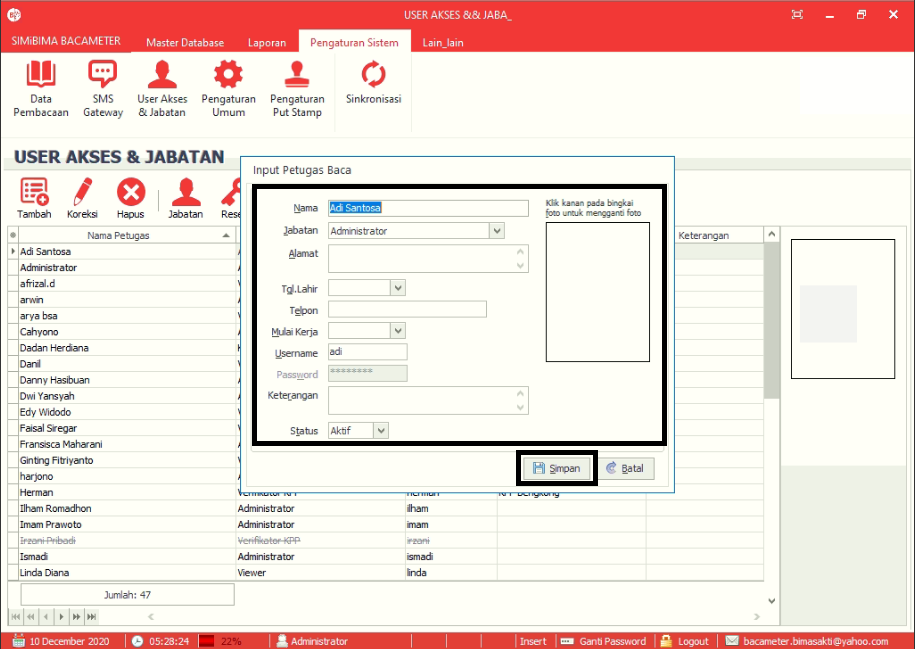 USER AKSES && JABA_
SIMiBIMA BACAMETER
Master Database
Laporan
Pengaturan Sistem
Lain_lain
Data Pembacaan
SMS Gateway
User Akses & Jabatan
Pengaturan Umum
Pengaturan Put Stamp
Sinkronisasi
USER AKSES & JABATAN
Tambah
Koreksi
Hapus
Jabatan
Rese
Input Petugas Baca
Nama Adi Santosa
Jabatan Administrator
Alamat
Tgl.Lahir
Telpon
Mulai Kerja
Username adi
Password ********
Keterangan
Status Aktif
Klik kanan pada bingkai
foto untuk mengganti foto
Simpan
Batal
Nama Petugas
Keterangan
Adi Santosa
Administrator
afrizal.d
arwin
arya bsa
Cahyono
Dadan Herdiana
Danil
Danny Hasibuan
Dwi Yansyah
Edy Widodo
Faisal Siregar
Fransisca Maharani
Ginting Fitriyanto
harjono
Herman Verifikator KPP herman KPP Bengkong
Ilham Romadhon Administrator ilham
Imam Prawoto Administrator imam
Irzani Pribadi Verifikator KPP irzani
Ismadi Administrator ismadi
Linda Diana Viewer linda
Jumlah: 47
10 December 2020
05:28:24
22%
Administrator
Insert
Ganti Password
Logout
bacameter.bimasakti@yahoo.com